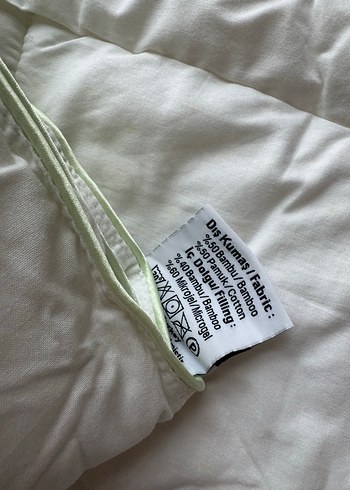 Dış Kumaş / Fabric :
%50 Bambu / Bamboo
%50 Pamuk / Cotton
İç Dolgu / Filling :
%40 Bambu / Bamboo
%60 Mikrojel / Microgel
P